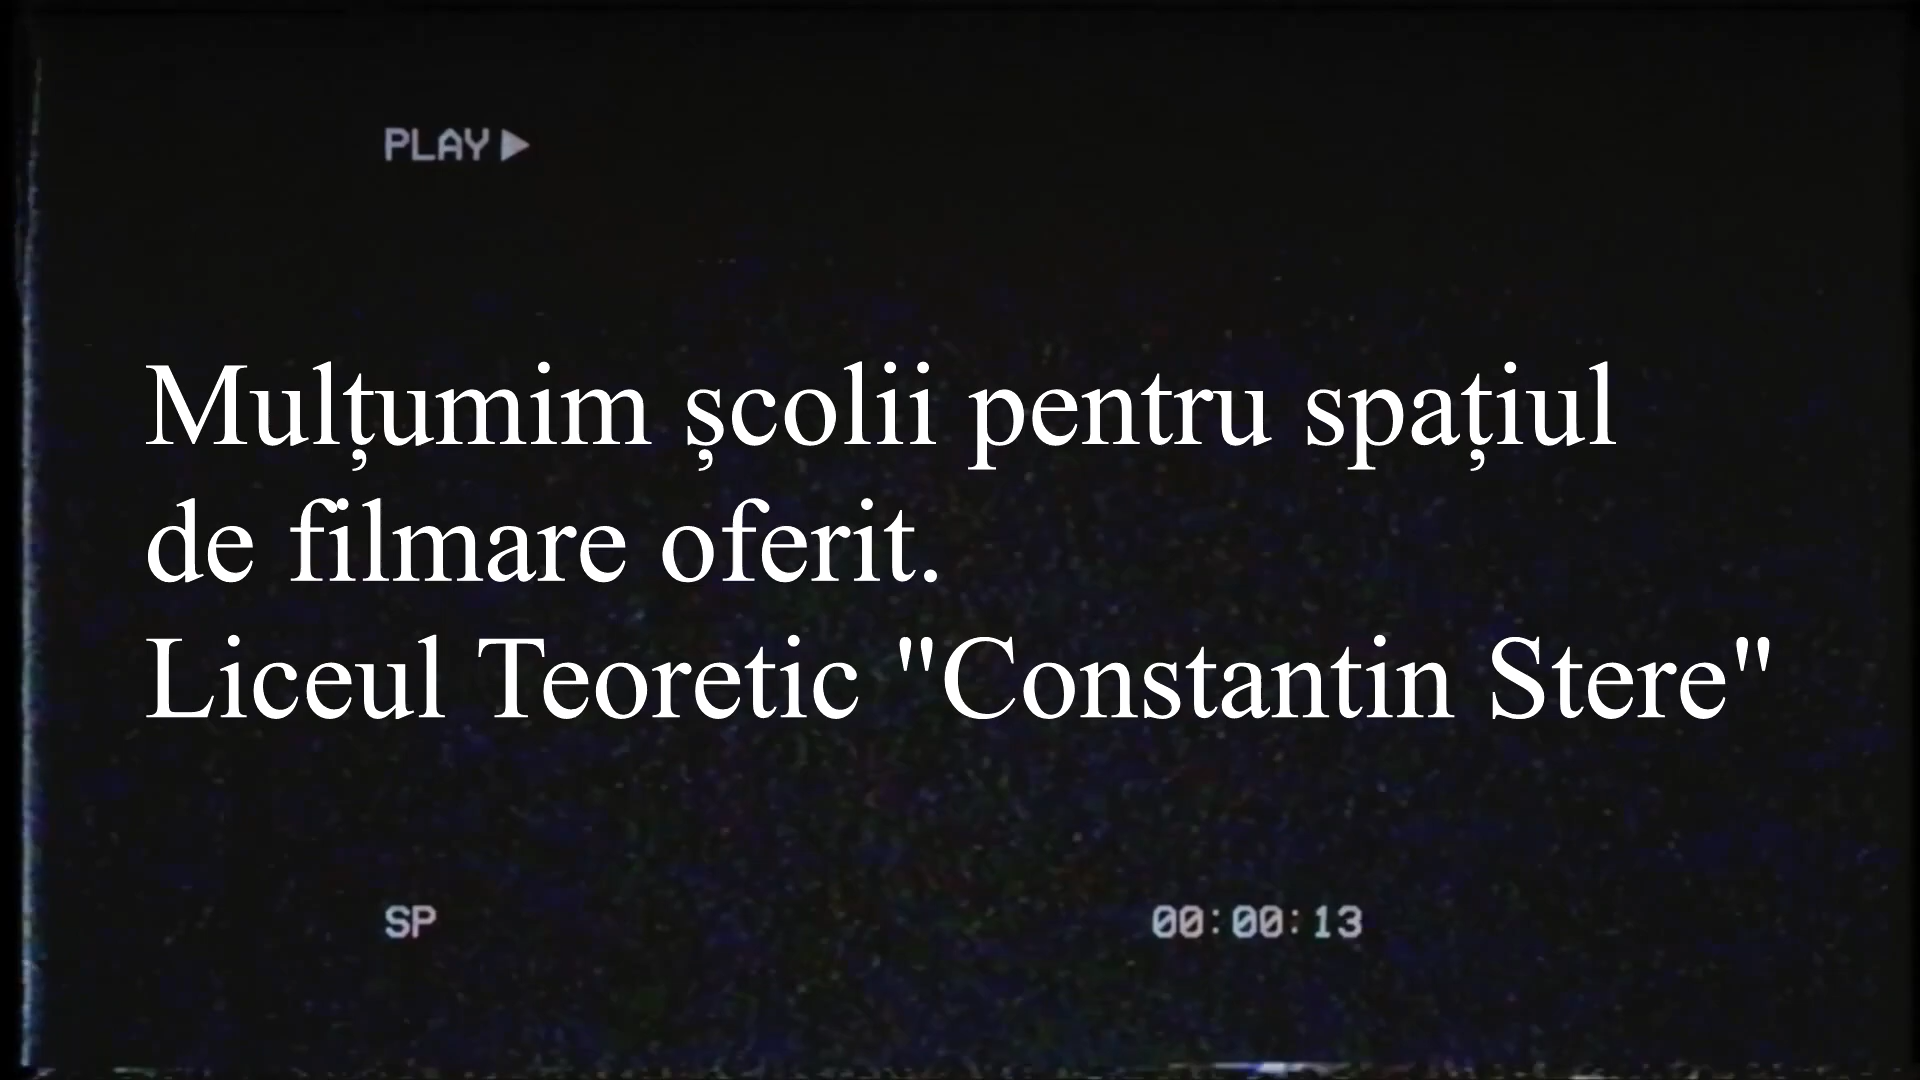 PLAY ▶
Mulțumim școlii pentru spațiul
de filmare oferit.
Liceul Teoretic "Constantin Stere"
SP
00:00:13